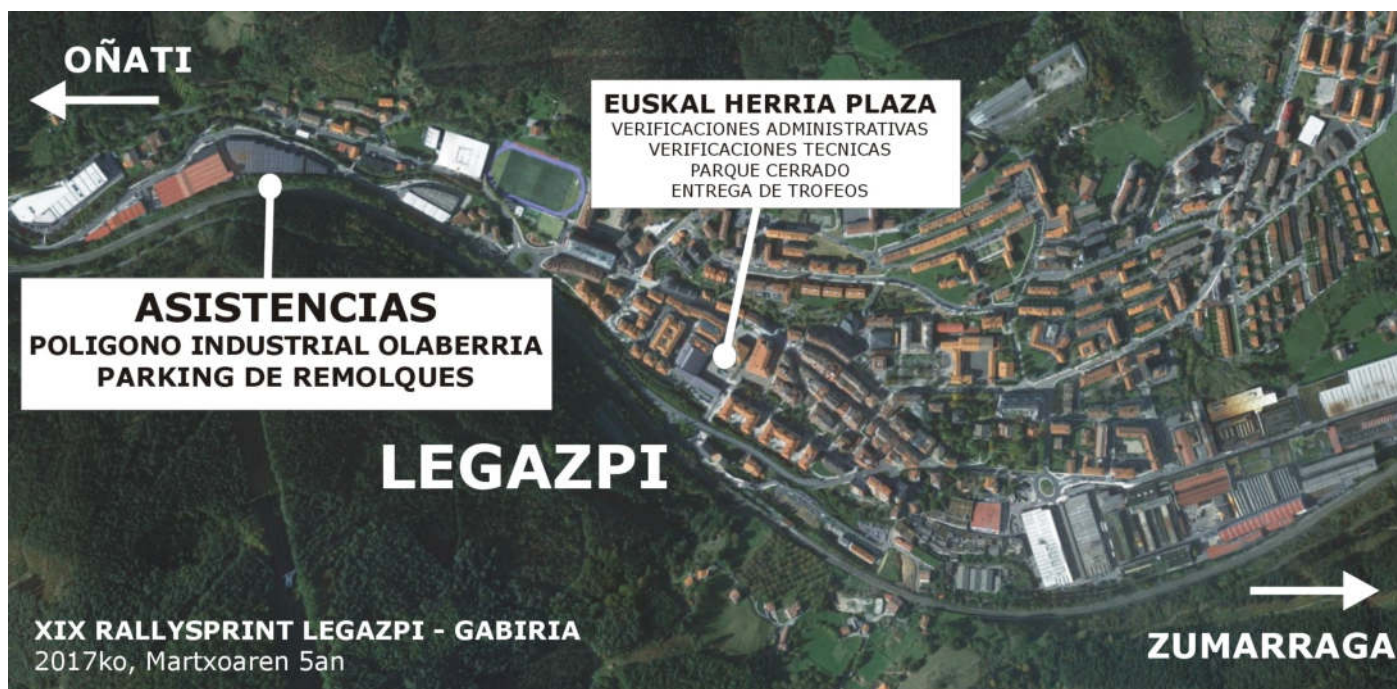 OÑATI
EUSKAL HERRIA PLAZA
VERIFICACIONES ADMINISTRATIVAS
VERIFICACIONES TECNICAS
PARQUE CERRADO
ENTREGA DE TROFEOS
ASISTENCIAS
POLIGONO INDUSTRIAL OLABERRIA
PARKING DE REMOLQUES
LEGAZPI
XIX RALLYSPRINT LEGAZPI - GABIRIA
2017ko, Martxoaren 5an
ZUMARRAGA